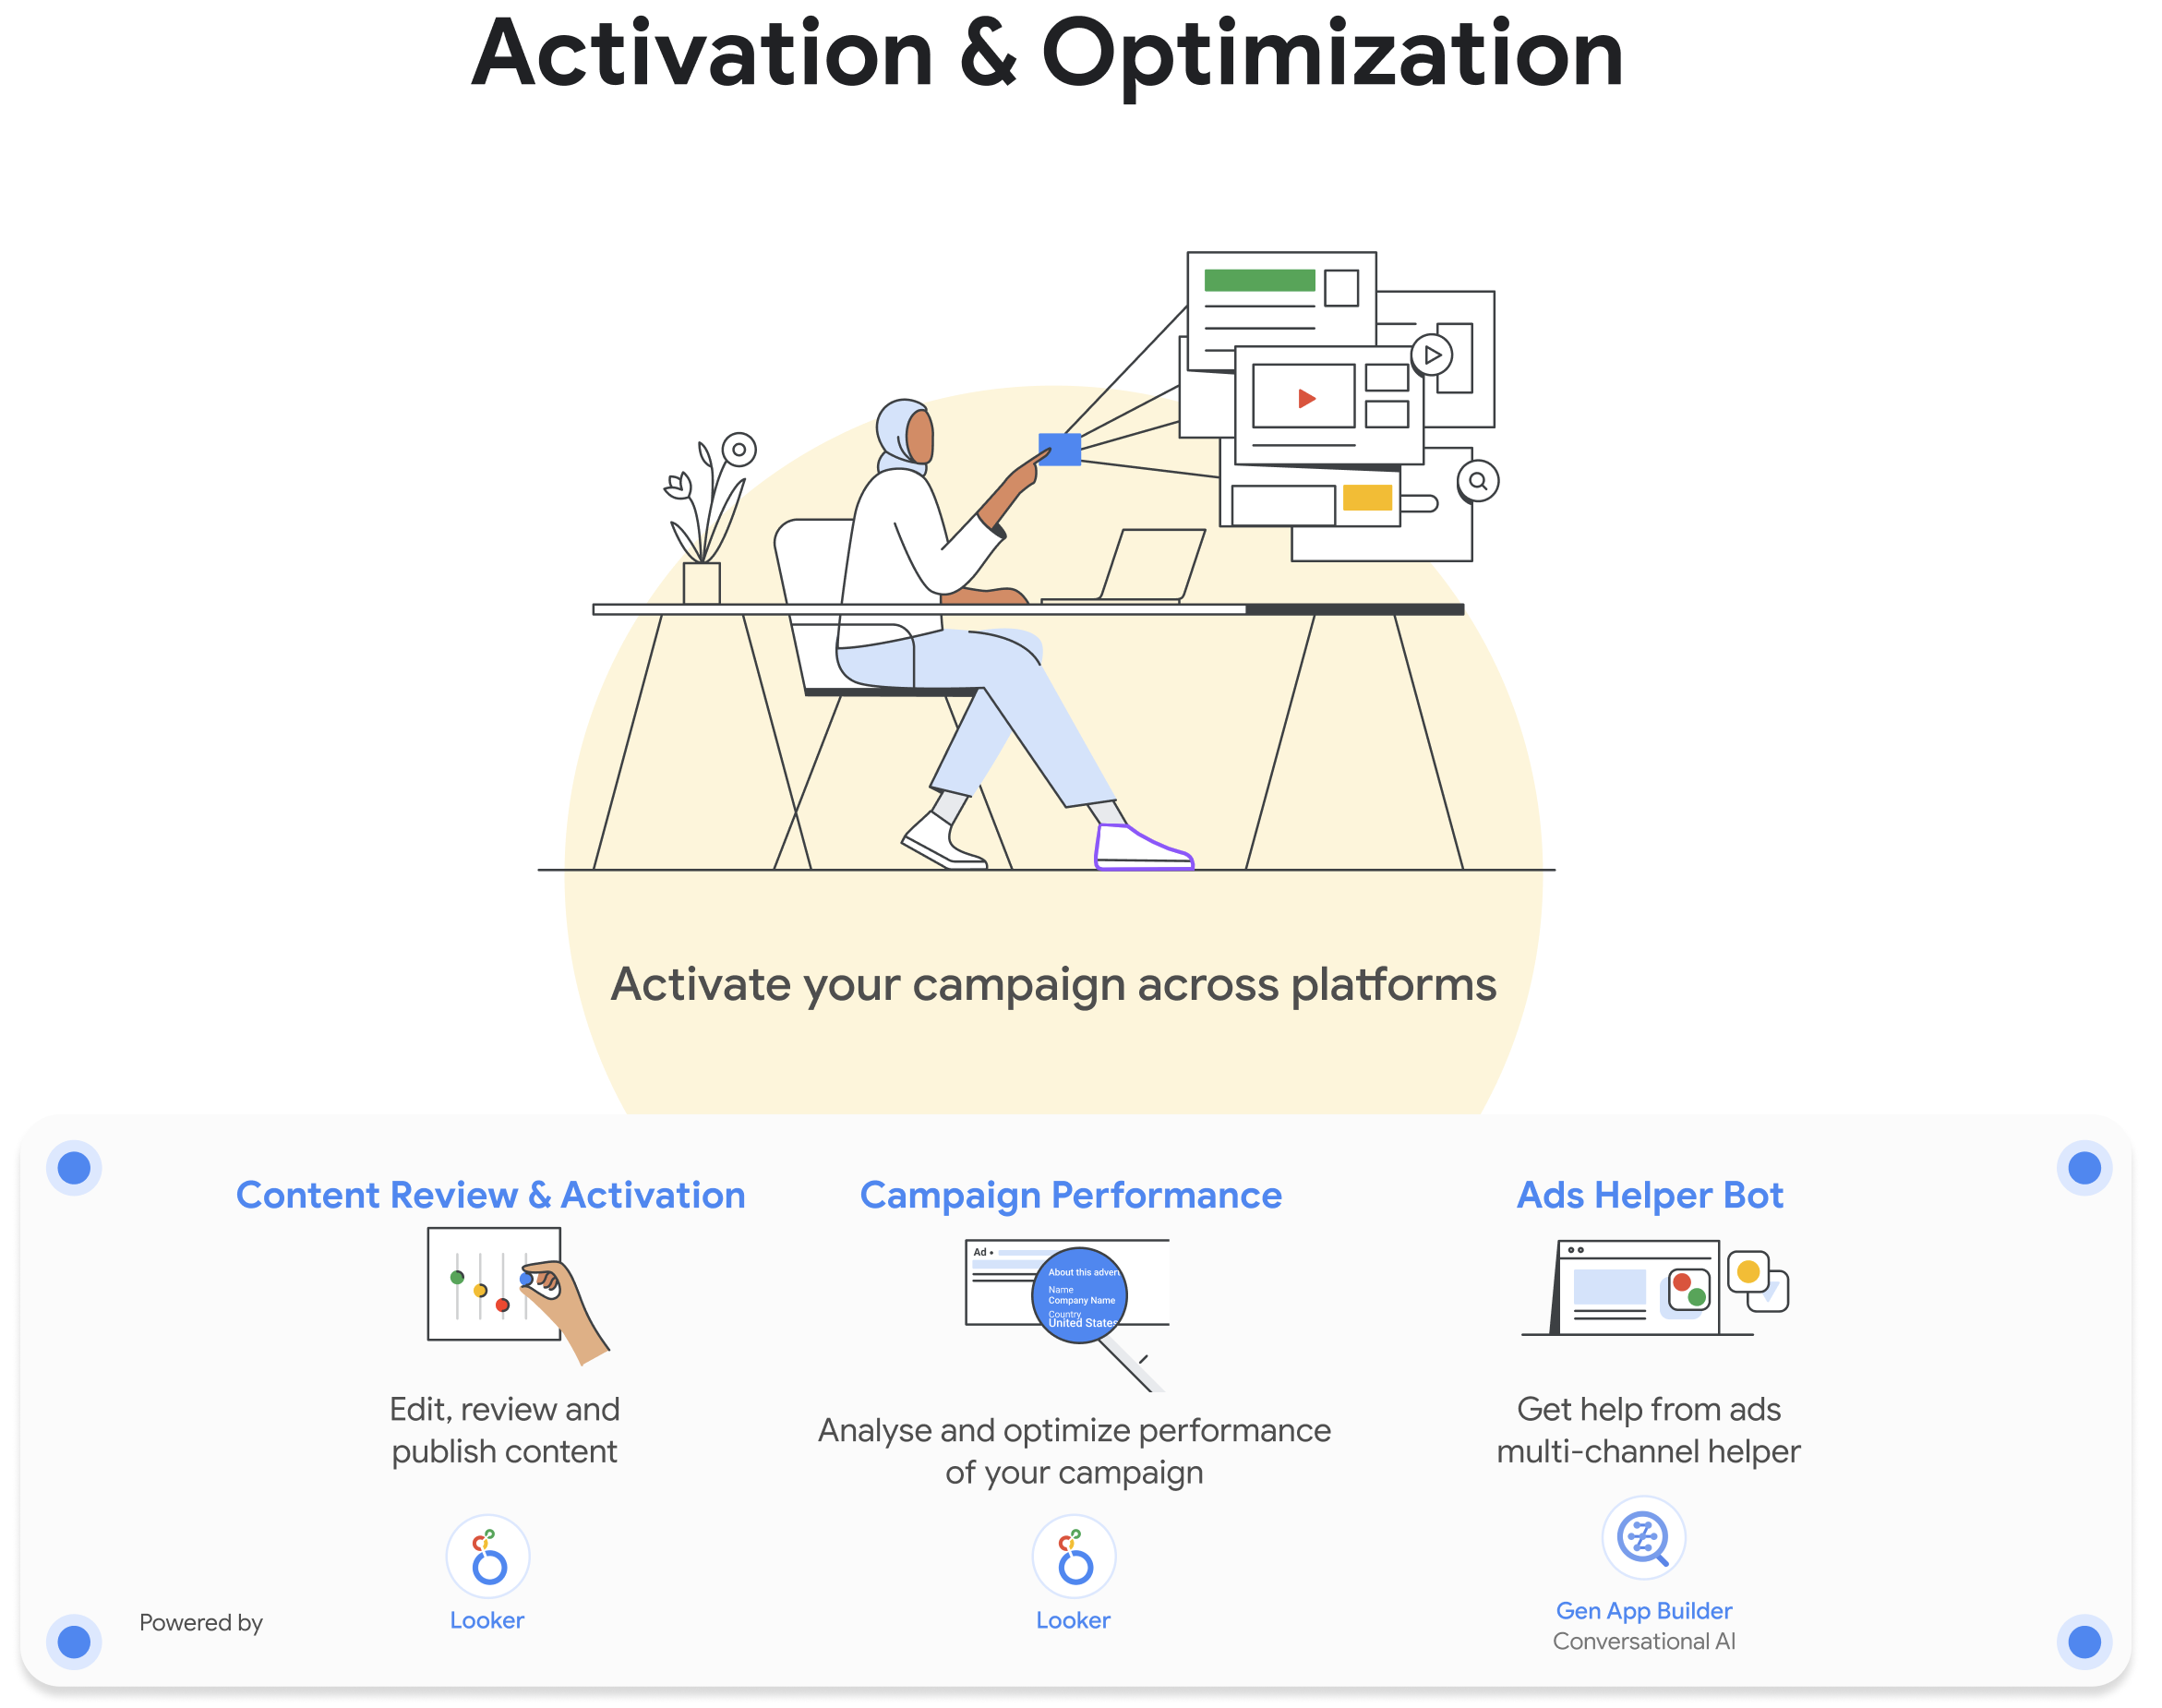 Activation & Optimization
Activate your campaign across platforms
Content Review & Activation
Edit, review and
publish content
Looker
Campaign Performance
Ad •
About this advert
Name
Company Name
Country
United States
Analyse and optimize performance
of your campaign
Looker
Ads Helper Bot
Get help from ads
multi-channel helper
Gen App Builder
Conversational AI
Powered by